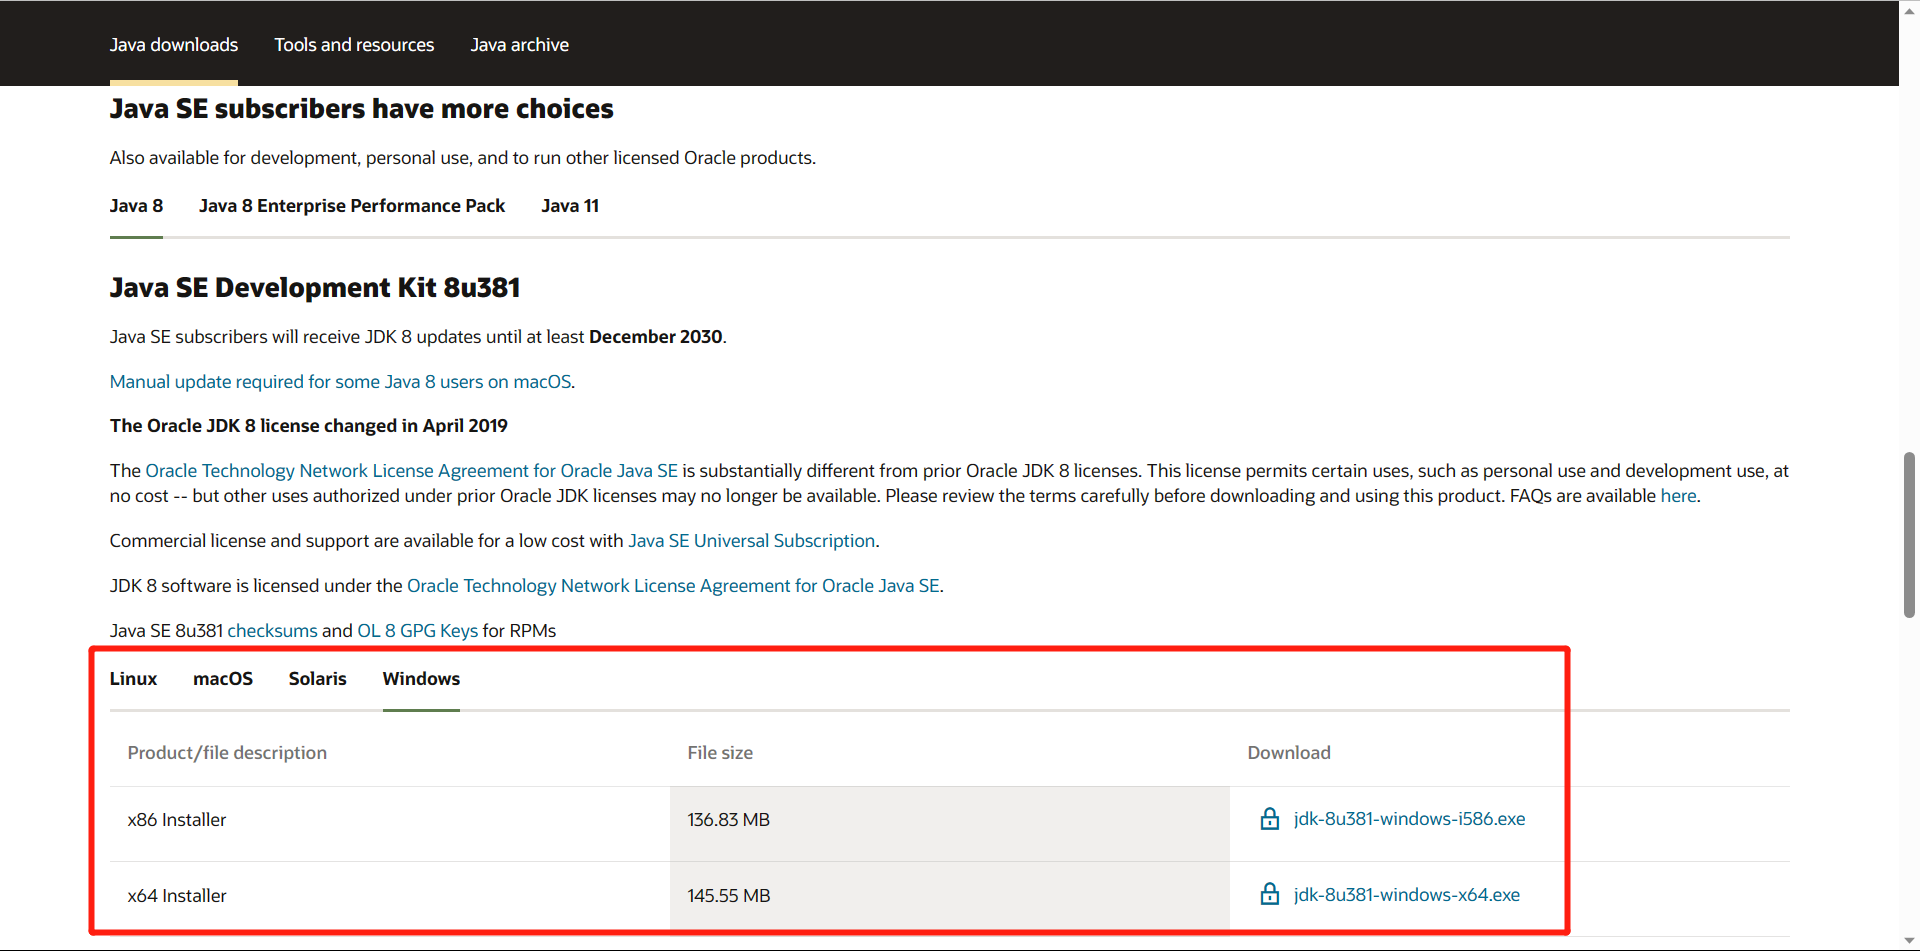 Java downloads Tools and resources Java archive
Java SE subscribers have more choices
Also available for development, personal use, and to run other licensed Oracle products.
Java 8 Java 8 Enterprise Performance Pack Java 11
Java SE Development Kit 8u381
Java SE subscribers will receive JDK 8 updates until at least December 2030.
Manual update required for some Java 8 users on macOS.
The Oracle JDK 8 license changed in April 2019
The Oracle Technology Network License Agreement for Oracle Java SE is substantially different from prior Oracle JDK 8 licenses. This license permits certain uses, such as personal use and development use, at
no cost -- but other uses authorized under prior Oracle JDK licenses may no longer be available. Please review the terms carefully before downloading and using this product. FAQs are available here.
Commercial license and support are available for a low cost with Java SE Universal Subscription.
JDK 8 software is licensed under the Oracle Technology Network License Agreement for Oracle Java SE.
Java SE 8u381 checksums and OL 8 GPG Keys for RPMs
Linux macOS Solaris Windows
Product/file description File size Download
x86 Installer 136.83 MB jdk-8u381-windows-i586.exe
x64 Installer 145.55 MB jdk-8u381-windows-x64.exe